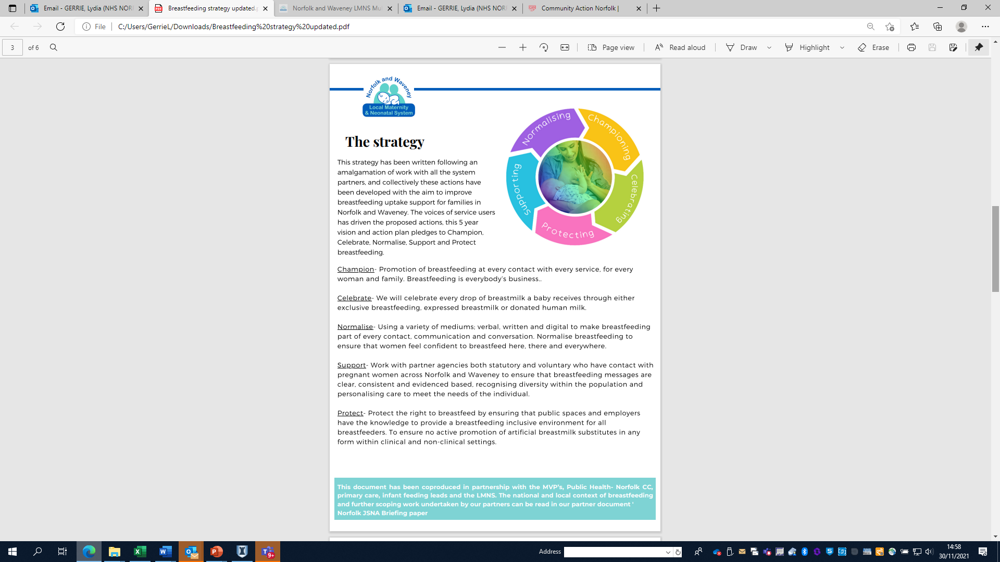 Email - GERRIE, Lydia (NHS NORF
Breastfeeding strategy updated.p
Norfolk and Waveney LMNS Mul
Email - GERRIE, Lydia (NHS NORF
Community Action Norfolk |
File
C:/Users/GerrieL/Downloads/Breastfeeding%20strategy%20updated.pdf
3 of 6
Page view
Read aloud
Draw
Highlight
Erase
Norfolk and Waveney
Local Maternity
& Neonatal System
Normalising
Championing
Celebrating
Protecting
Supporting
The strategy
This strategy has been written following an
amalgamation of work with all the system
partners, and collectively these actions have
been developed with the aim to improve
breastfeeding uptake support for families in
Norfolk and Waveney. The voices of service users
has driven the proposed actions, this 5 year
vision and action plan pledges to Champion,
Celebrate, Normalise, Support and Protect
breastfeeding.
Champion- Promotion of breastfeeding at every contact with every service, for every
woman and family. Breastfeeding is everybody's business..
Celebrate- We will celebrate every drop of breastmilk a baby receives through either
exclusive breastfeeding, expressed breastmilk or donated human milk.
Normalise- Using a variety of mediums; verbal, written and digital to make breastfeeding
part of every contact, communication and conversation. Normalise breastfeeding to
ensure that women feel confident to breastfeed here, there and everywhere.
Support- Work with partner agencies both statutory and voluntary who have contact with
pregnant women across Norfolk and Waveney to ensure that breastfeeding messages are
clear, consistent and evidenced based, recognising diversity within the population and
personalising care to meet the needs of the individual.
Protect- Protect the right to breastfeed by ensuring that public spaces and employers
have the knowledge to provide a breastfeeding inclusive environment for all
breastfeeders. To ensure no active promotion of artificial breastmilk substitutes in any
form within clinical and non-clinical settings.
This document has been coproduced in partnership with the MVP's, Public Health- Norfolk CC,
primary care, infant feeding leads and the LMNS. The national and local context of breastfeeding
and further scoping work undertaken by our partners can be read in our partner document '
Norfolk JSNA Briefing paper
9+
Address
14:58
30/11/2021